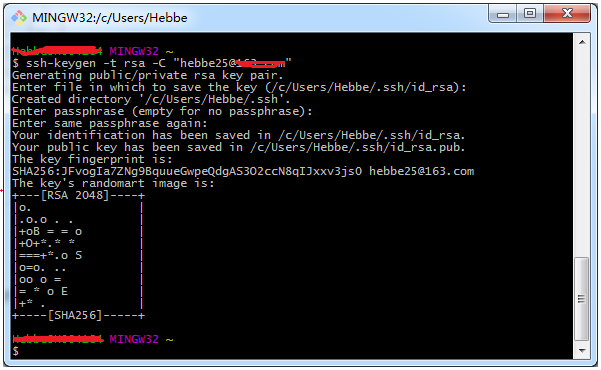 MINGW32:/c/Users/Hebbe
MINGW32 ~
$ ssh-keygen -t rsa -C "hebbe25@163.com"
Generating public/private rsa key pair.
Enter file in which to save the key (/c/Users/Hebbe/.ssh/id_rsa):
Created directory '/c/Users/Hebbe/.ssh'.
Enter passphrase (empty for no passphrase):
Enter same passphrase again:
Your identification has been saved in /c/Users/Hebbe/.ssh/id_rsa.
Your public key has been saved in /c/Users/Hebbe/.ssh/id_rsa.pub.
The key fingerprint is:
SHA256:JFvogIa7ZNg9BquueGwpeQdgAS3O2ccN8qIJxxv3jsO hebbe25@163.com
The key's randomart image is:
+---[RSA 2048]----+
|o.               |
|.o.o . .         |
|+oB = = o        |
|+O+*.* *         |
|===+*.o S        |
|o=o. ..          |
|oo o =           |
|= * o E          |
|+* .             |
+----[SHA256]-----+
MINGW32 ~
$